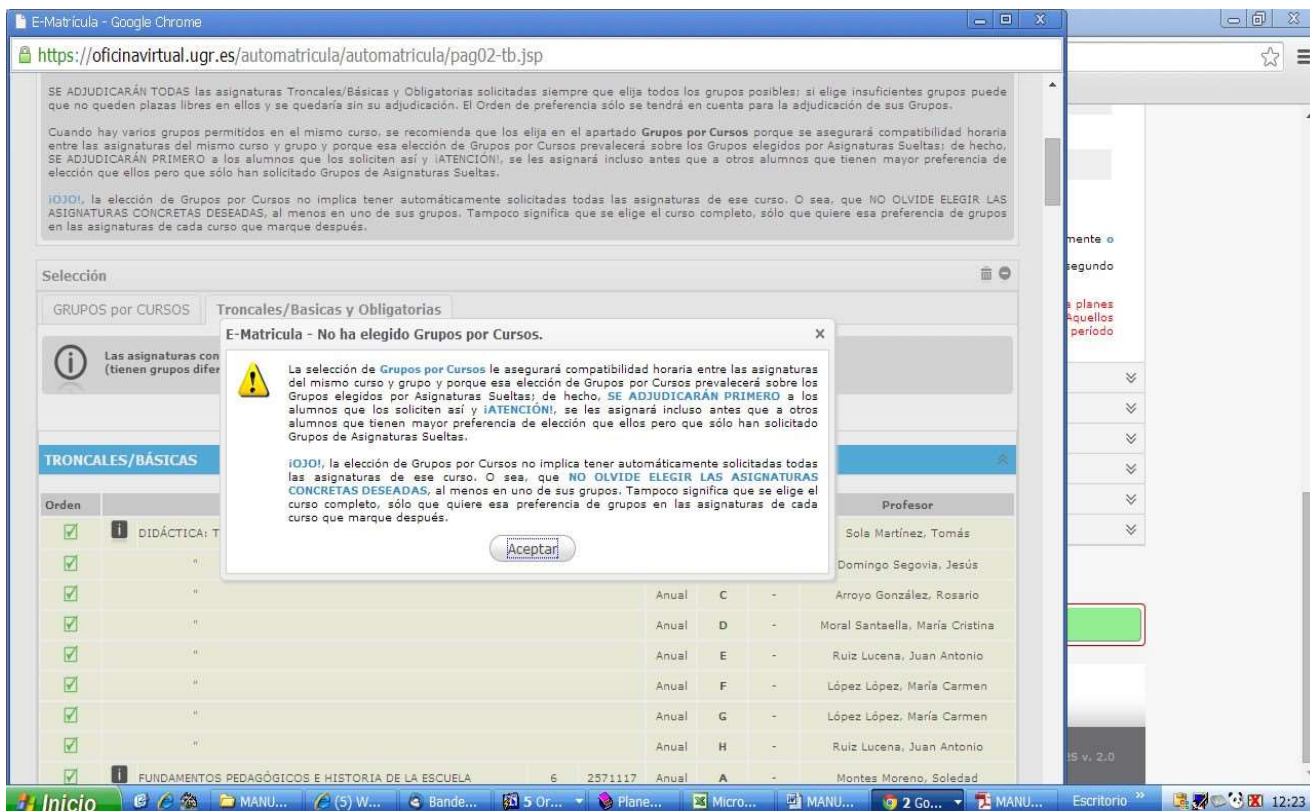 E-Matrícula - Google Chrome
https://oficinavirtual.ugr.es/automatricula/automatricula/pag02-tb.jsp
SE ADJUDICARÁN TODAS las asignaturas Troncales/Básicas y Obligatorias solicitadas siempre que elija todos los grupos posibles; si elige insuficientes grupos puede
que no queden plazas libres en ellos y se quedaría sin su adjudicación. El Orden de preferencia sólo se tendrá en cuenta para la adjudicación de sus Grupos.
Cuando hay varios grupos permitidos en el mismo curso, se recomienda que los elija en el apartado Grupos por Cursos porque se asegurará compatibilidad horaria
entre las asignaturas del mismo curso y grupo y porque esa elección de Grupos por Cursos prevalecerá sobre los Grupos elegidos por Asignaturas Sueltas; de hecho,
SE ADJUDICARÁN PRIMERO a los alumnos que los soliciten así y ¡ATENCIÓN!, se les asignará incluso antes que a otros alumnos que tienen mayor preferencia de
elección que ellos pero que sólo han solicitado Grupos de Asignaturas Sueltas.
¡OJO!, la elección de Grupos por Cursos no implica tener automáticamente solicitadas todas las asignaturas de ese curso. O sea, que NO OLVIDE ELEGIR LAS
ASIGNATURAS CONCRETAS DESEADAS, al menos en uno de sus grupos. Tampoco significa que se elige el curso completo, sólo que quiere esa preferencia de grupos
en las asignaturas de cada curso que marque después.
mente o
segundo
a planes
Aquellos
período
Selección
GRUPOS por CURSOS Troncales/Basicas y Obligatorias
Las asignaturas con
(tienen grupos difer
E-Matricula - No ha elegido Grupos por Cursos. x
La selección de Grupos por Cursos le asegurará compatibilidad horaria entre las asignaturas
del mismo curso y grupo y porque esa elección de Grupos por Cursos prevalecerá sobre los
Grupos elegidos por Asignaturas Sueltas; de hecho, SE ADJUDICARÁN PRIMERO a los
alumnos que los soliciten así y ¡ATENCIÓN!, se les asignará incluso antes que a otros
alumnos que tienen mayor preferencia de elección que ellos pero que sólo han solicitado
Grupos de Asignaturas Sueltas.
¡OJO!, la elección de Grupos por Cursos no implica tener automáticamente solicitadas todas
las asignaturas de ese curso. O sea, que NO OLVIDE ELEGIR LAS ASIGNATURAS
CONCRETAS DESEADAS, al menos en uno de sus grupos. Tampoco significa que se elige el
curso completo, sólo que quiere esa preferencia de grupos en las asignaturas de cada
curso que marque después.
Aceptar
TRONCALES/BÁSICAS
Orden Profesor
DIDÁCTICA: T Sola Martínez, Tomás
" Domingo Segovia, Jesús
" Anual C - Arroyo González, Rosario
" Anual D - Moral Santaella, María Cristina
" Anual E - Ruiz Lucena, Juan Antonio
" Anual F - López López, María Carmen
" Anual G - López López, María Carmen
" Anual H - Ruiz Lucena, Juan Antonio
FUNDAMENTOS PEDAGÓGICOS E HISTORIA DE LA ESCUELA 6 2571117 Anual A - Montes Moreno, Soledad
S v. 2.0
Inicio MANU... (5) W... Bande... 5 Or... Plane... Micro... MANU... 2 Go... MANU... Escritorio » 12:23